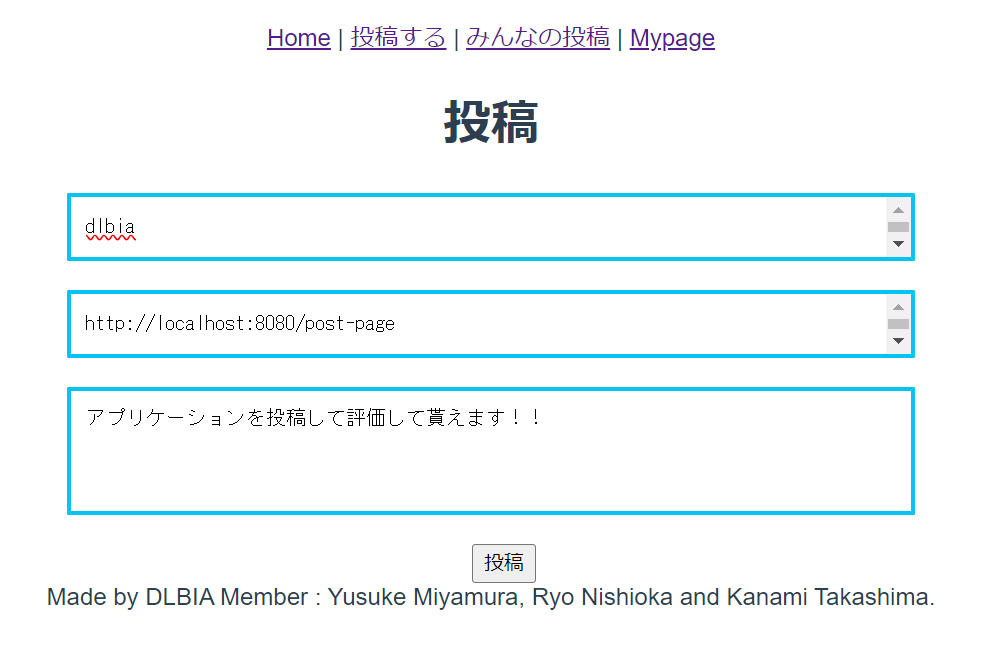 Home | 投稿する | みんなの投稿 | Mypage
投稿
dlbia
http://localhost:8080/post-page
アプリケーションを投稿して評価して貰えます！！
投稿
Made by DLBIA Member : Yusuke Miyamura, Ryo Nishioka and Kanami Takashima.